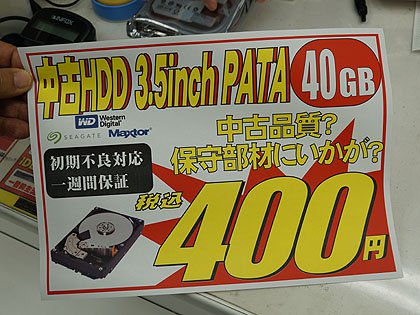 中古HDD 3.5inch PATA 40GB
WD Western Digital®
SEAGATE Maxtor
中古品質?
保守部材にいかが?
初期不良対応
一週間保証
税込
400円